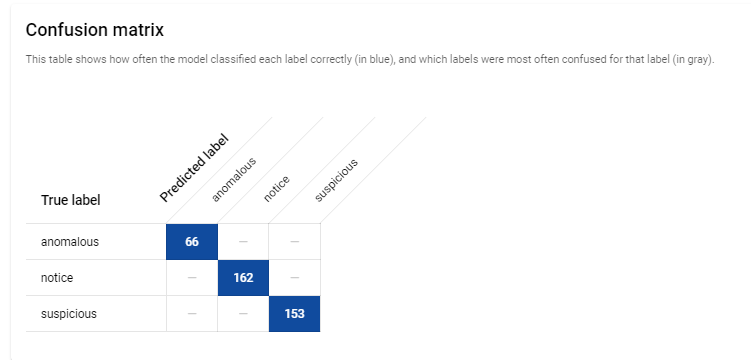 Confusion matrix
This table shows how often the model classified each label correctly (in blue), and which labels were most often confused for that label (in gray).
True label
Predicted label
anomalous
notice
suspicious
anomalous 66 — —
notice — 162 —
suspicious — — 153